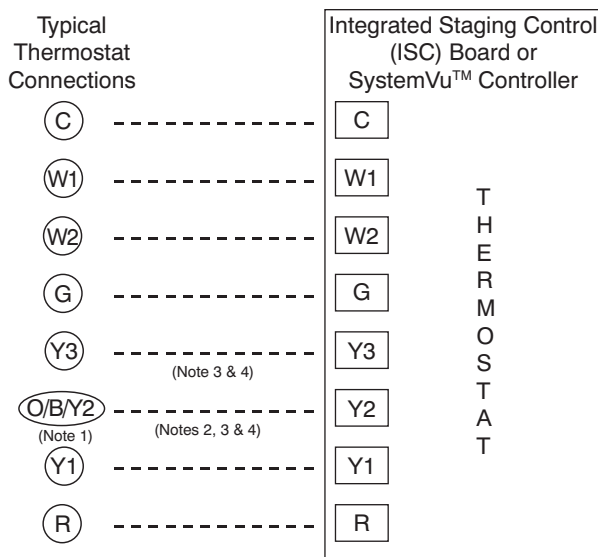 Typical
Thermostat
Connections
Integrated Staging Control
(ISC) Board or
SystemVu™ Controller
C C
W1 W1
W2 W2
G G
Y3 Y3
(Note 3 & 4)
O/B/Y2 Y2
(Note 1) (Notes 2, 3 & 4)
Y1 Y1
R R
THERMOSTAT